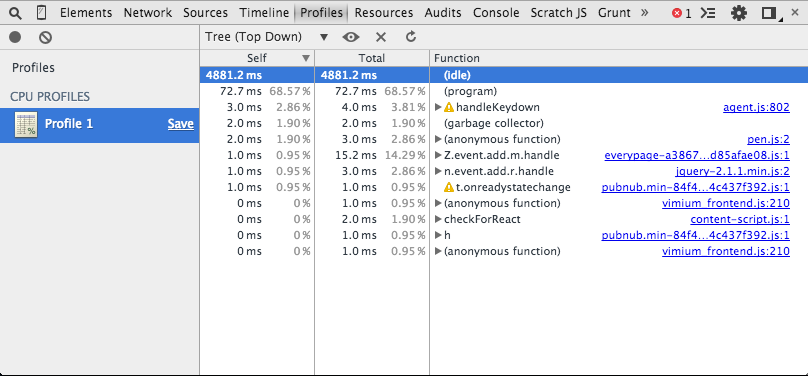 Elements Network Sources Timeline Profiles Resources Audits Console Scratch JS Grunt » 1
Tree (Top Down) ▼
Profiles
CPU PROFILES
Profile 1 Save
Self ▼ Total Function
4881.2 ms 4881.2 ms (idle)
72.7 ms 68.57% 72.7 ms 68.57% (program)
3.0 ms 2.86% 4.0 ms 3.81% handleKeydown agent.js:802
2.0 ms 1.90% 2.0 ms 1.90% (garbage collector)
2.0 ms 1.90% 3.0 ms 2.86% (anonymous function) pen.js:2
1.0 ms 0.95% 15.2 ms 14.29% Z.event.add.m.handle everypage-a3867...d85afae08.js:1
1.0 ms 0.95% 3.0 ms 2.86% n.event.add.r.handle jquery-2.1.1.min.js:2
1.0 ms 0.95% 1.0 ms 0.95% t.onreadystatechange pubnub.min-84f4...4c437f392.js:1
0 ms 0% 1.0 ms 0.95% (anonymous function) vimium_frontend.js:210
0 ms 0% 2.0 ms 1.90% checkForReact content-script.js:1
0 ms 0% 1.0 ms 0.95% h pubnub.min-84f4...4c437f392.js:1
0 ms 0% 1.0 ms 0.95% (anonymous function) vimium_frontend.js:210